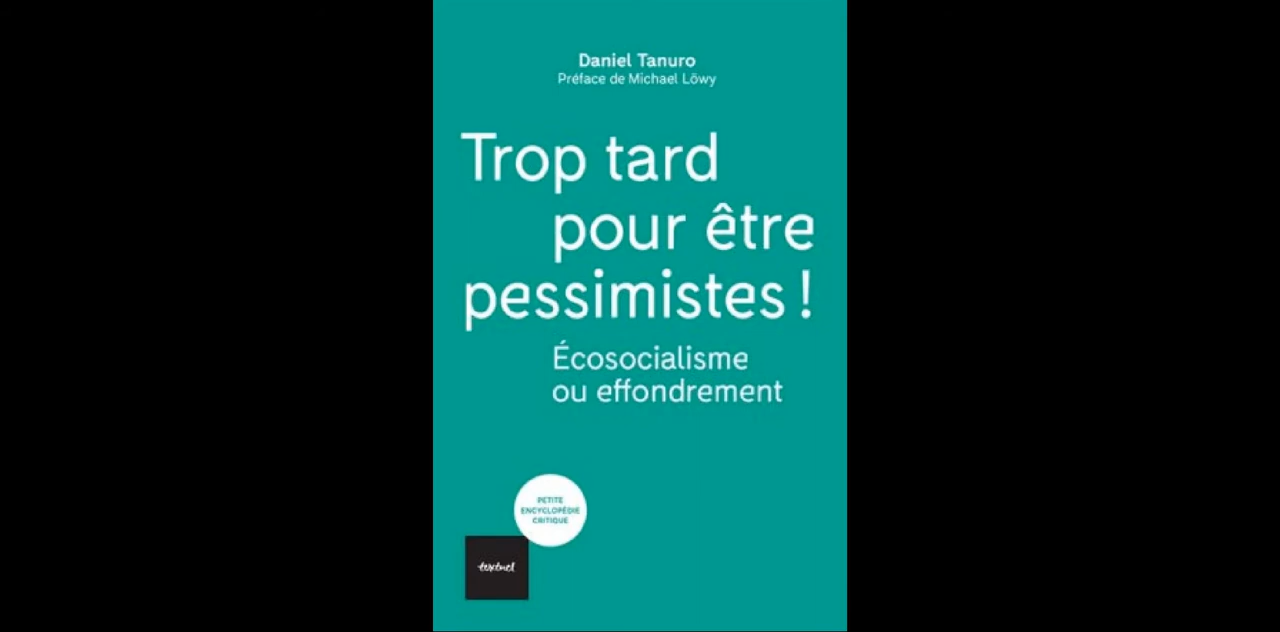 Daniel Tanuro
Préface de Michael Löwy
Trop tard
pour être
pessimistes !
Écosocialisme
ou effondrement
PETITE
ENCYCLOPÉDIE
CRITIQUE
textuel